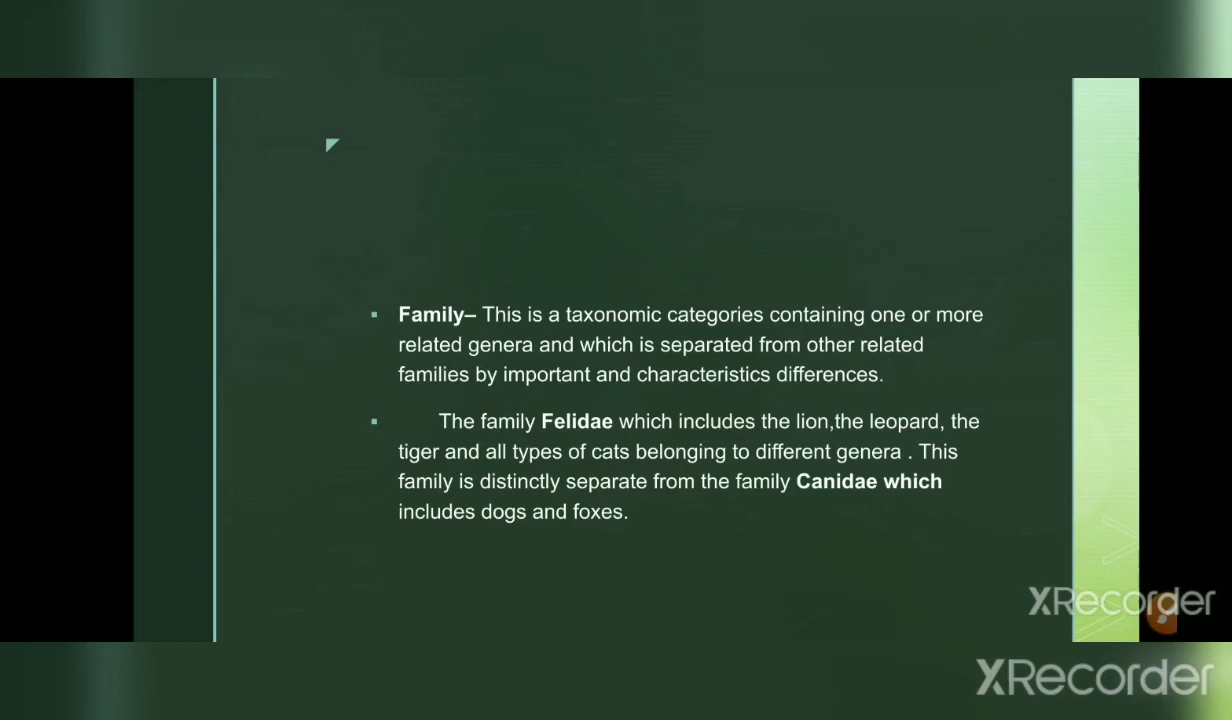 Family– This is a taxonomic categories containing one or more
related genera and which is separated from other related
families by important and characteristics differences.
The family Felidae which includes the lion,the leopard, the
tiger and all types of cats belonging to different genera . This
family is distinctly separate from the family Canidae which
includes dogs and foxes.
XRecorder
XRecorder